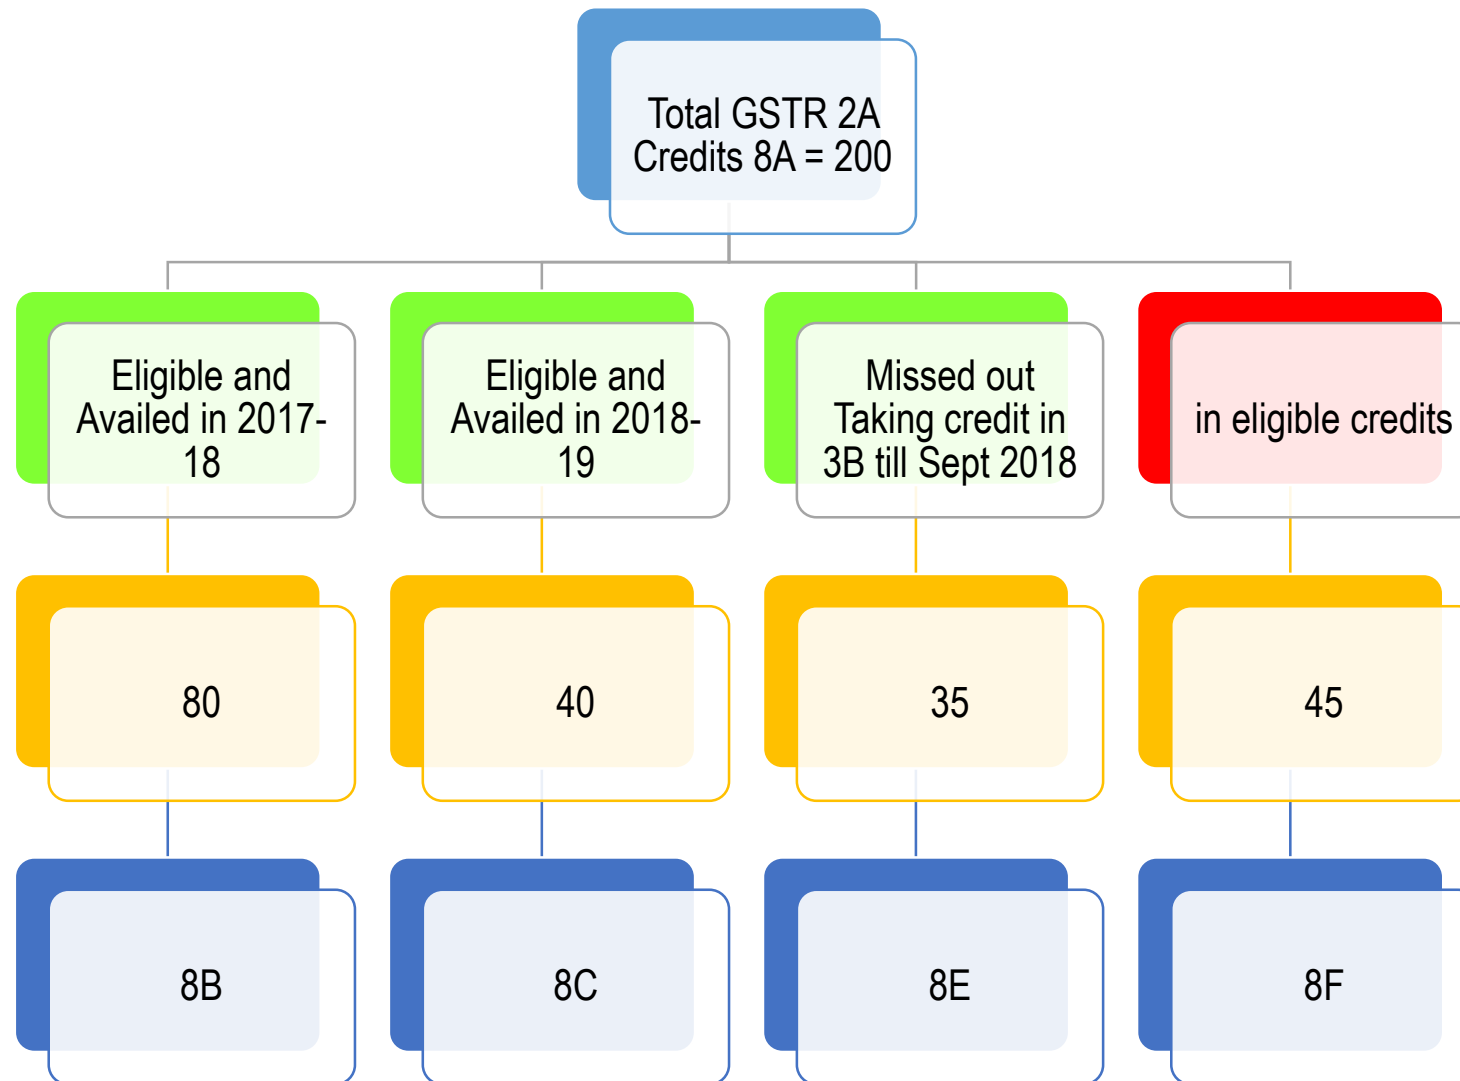 Total GSTR 2A
Credits 8A = 200
Eligible and
Availed in 2017-
18
Eligible and
Availed in 2018-
19
Missed out
Taking credit in
3B till Sept 2018
in eligible credits
80
40
35
45
8B
8C
8E
8F